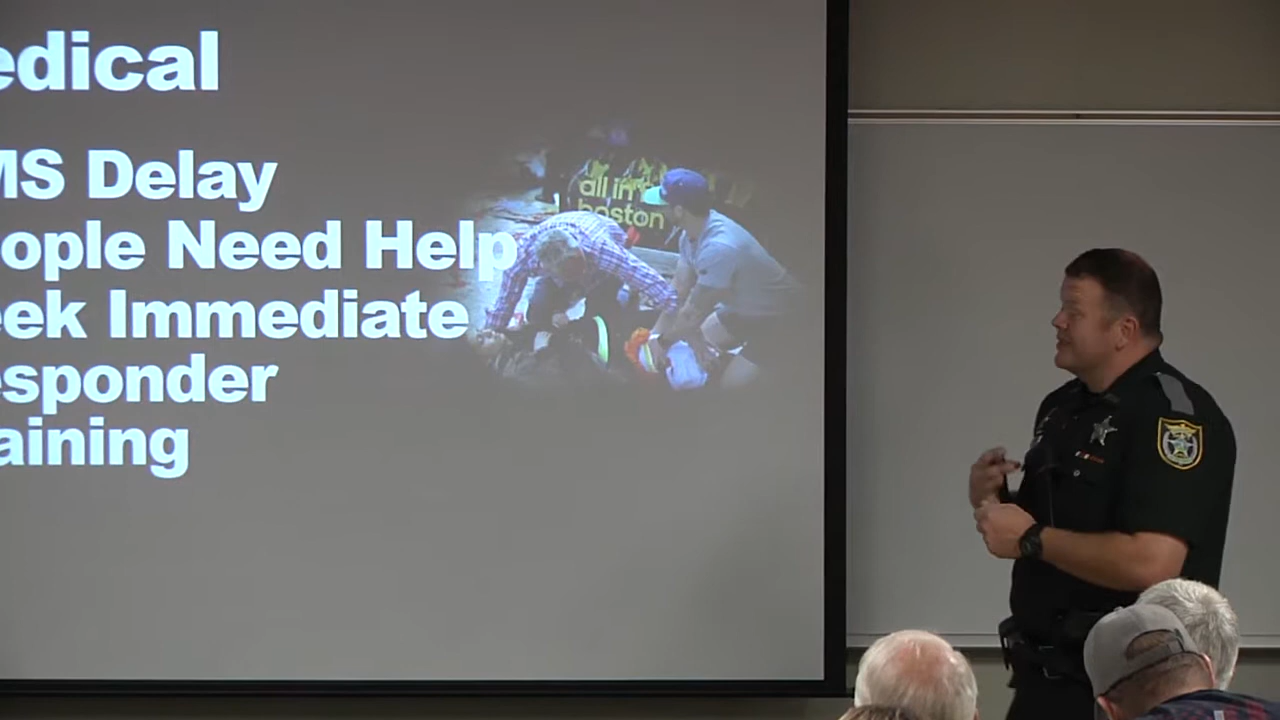 edical
MS Delay
ople Need Help
eek Immediate
esponder
aining
all in
boston